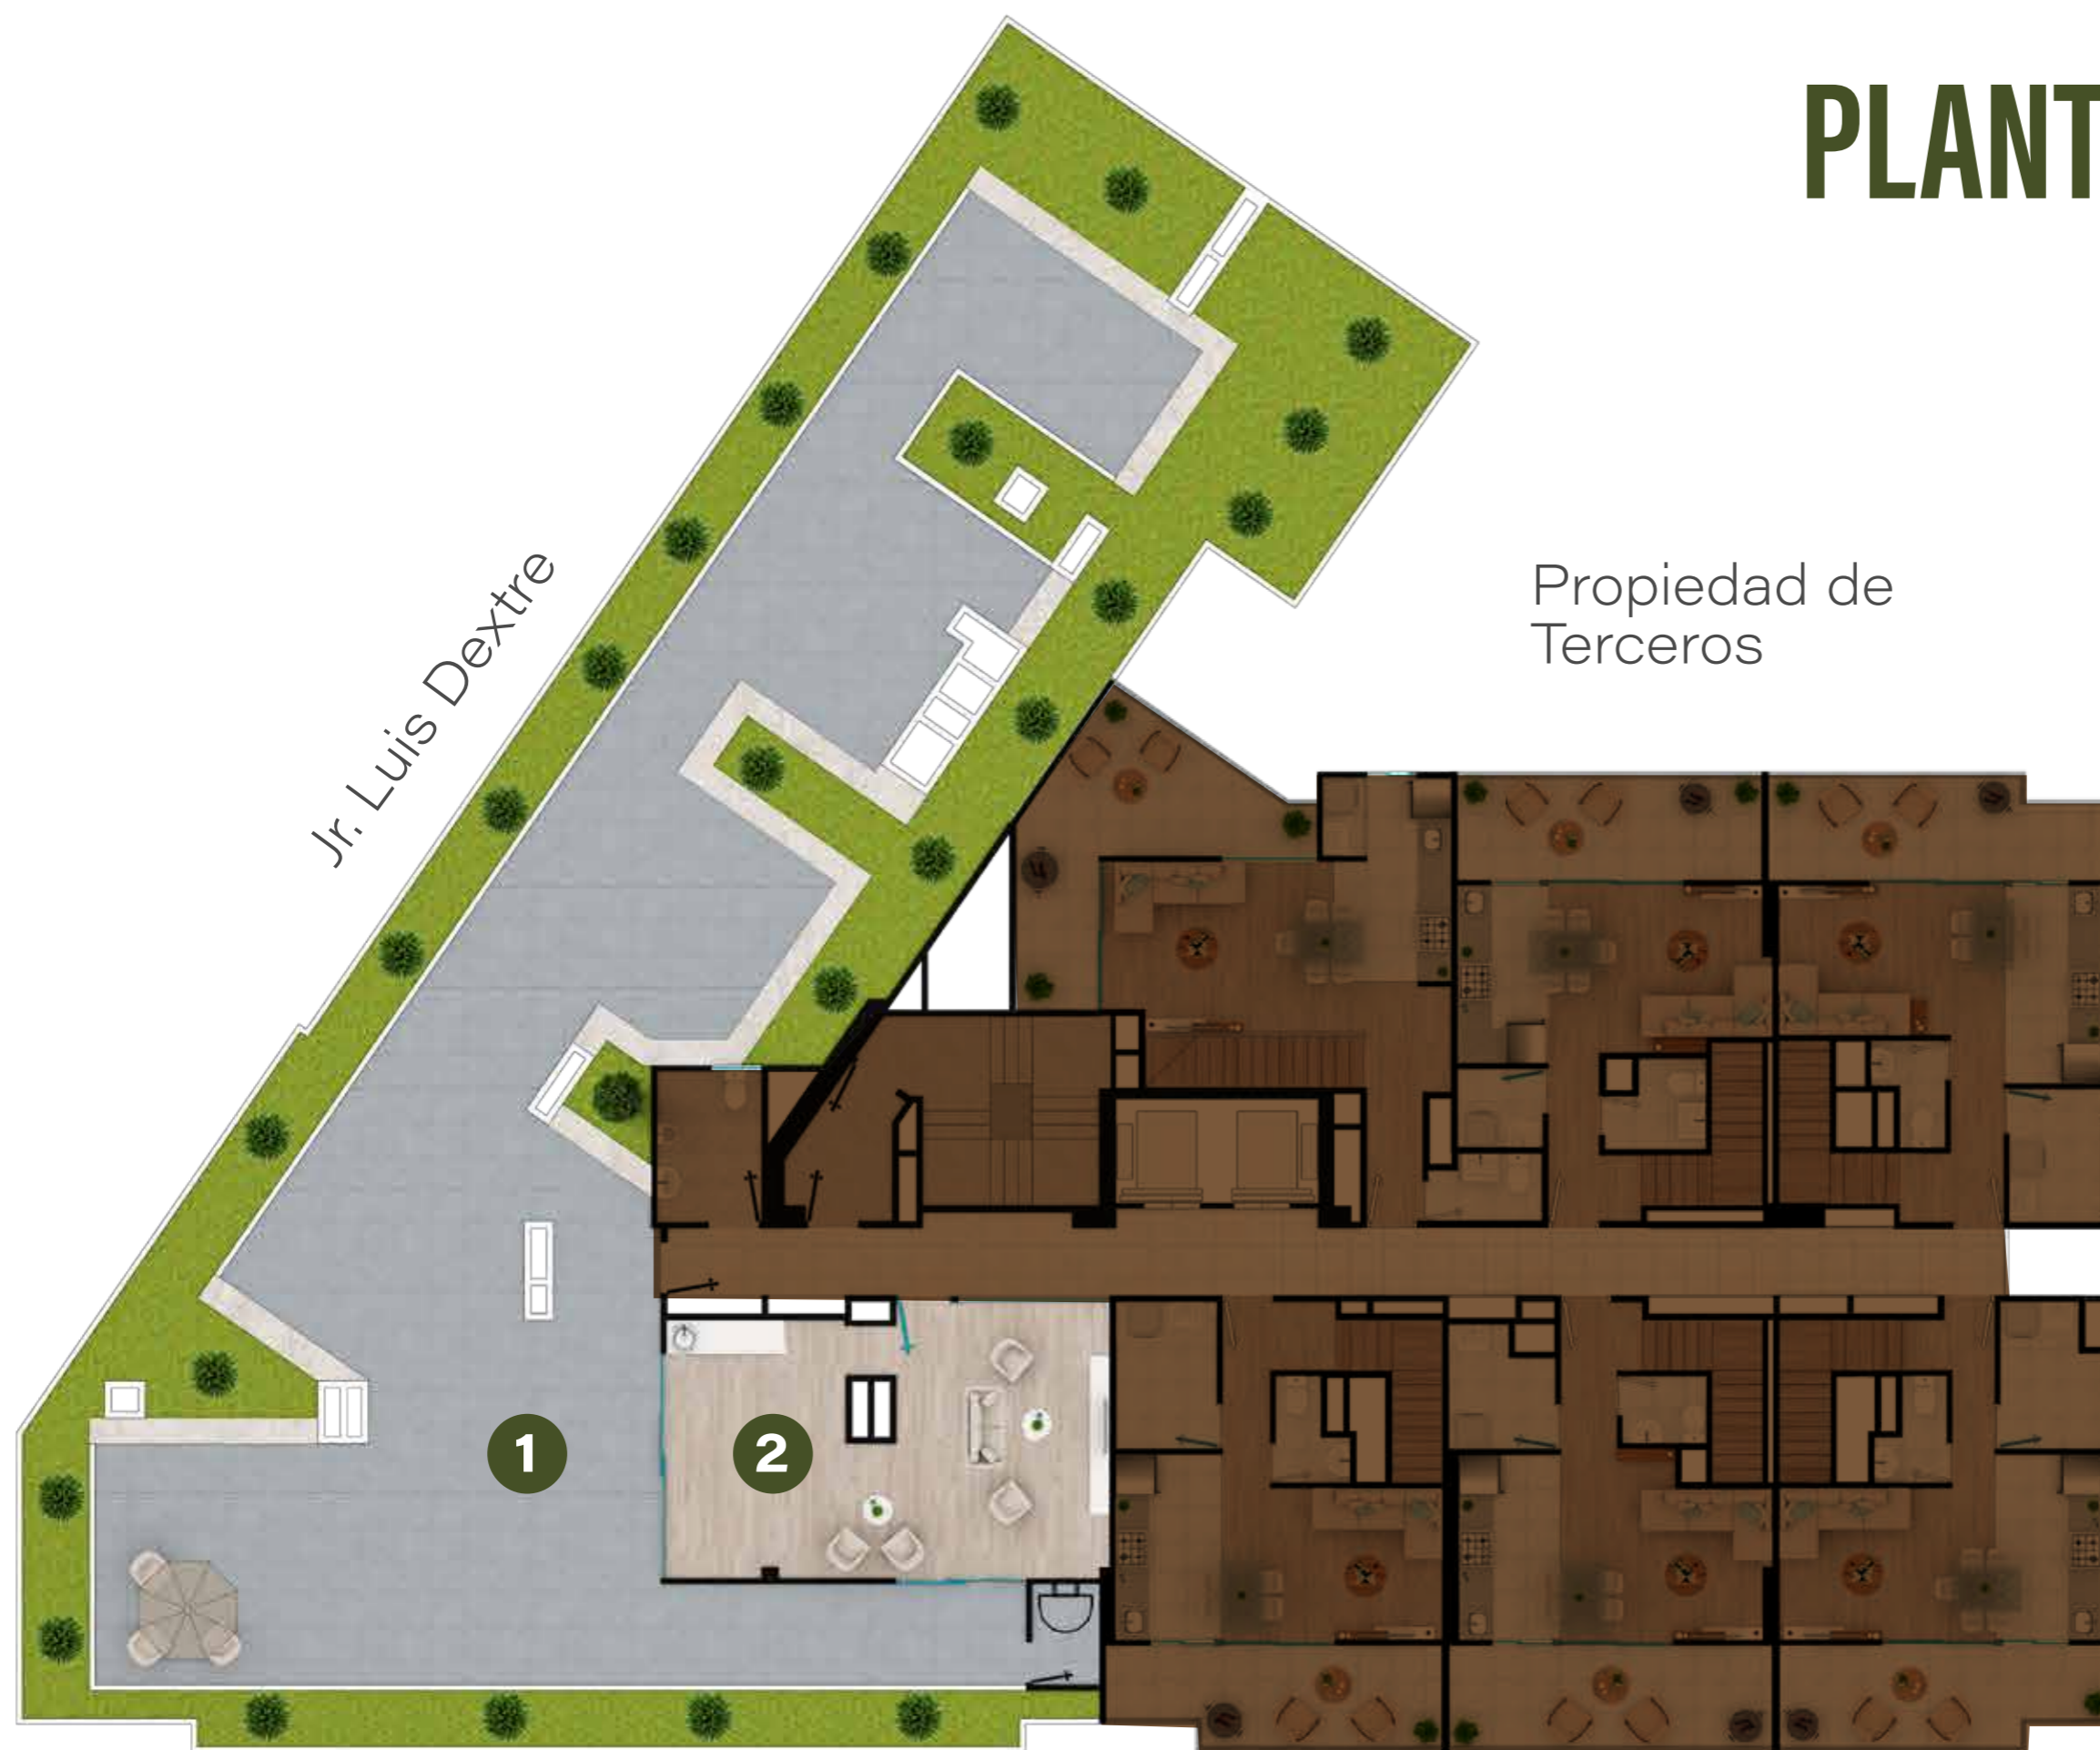 PLANT
Jr. Luis Dextre
Propiedad de
Terceros
1
2